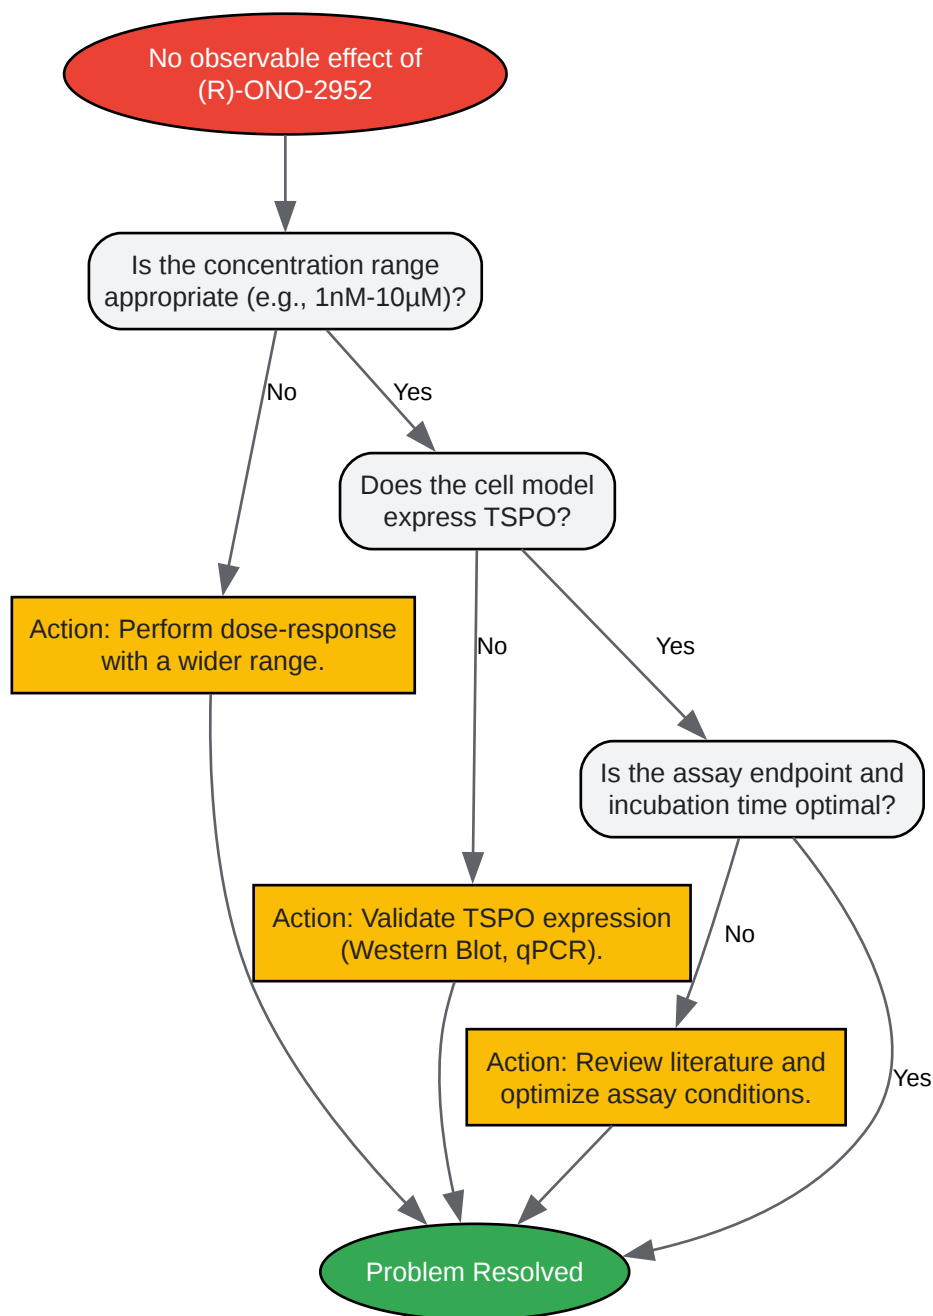 No observable effect of
(R)-ONO-2952
Is the concentration range
appropriate (e.g., 1nM-10µM)?
No
Yes
Does the cell model
express TSPO?
Action: Perform dose-response
with a wider range.
No
Yes
Is the assay endpoint and
incubation time optimal?
Action: Validate TSPO expression
(Western Blot, qPCR).
No
Action: Review literature and
optimize assay conditions.
Yes
Problem Resolved